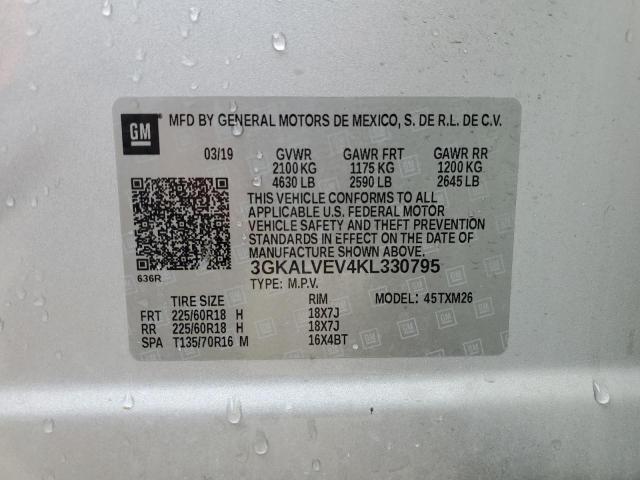 GM MFD BY GENERAL MOTORS DE MEXICO, S. DE R.L. DE C.V.
03/19 GVWR GAWR FRT GAWR RR
2100 KG 1175 KG 1200 KG
4630 LB 2590 LB 2645 LB
THIS VEHICLE CONFORMS TO ALL
APPLICABLE U.S. FEDERAL MOTOR
VEHICLE SAFETY AND THEFT PREVENTION
STANDARDS IN EFFECT ON THE DATE OF
MANUFACTURE SHOWN ABOVE.
636R 3GKALVEV4KL330795
TYPE: M.P.V.
TIRE SIZE RIM MODEL: 45TXM26
FRT 225/60R18 H 18X7J
RR 225/60R18 H 18X7J
SPA T135/70R16 M 16X4BT